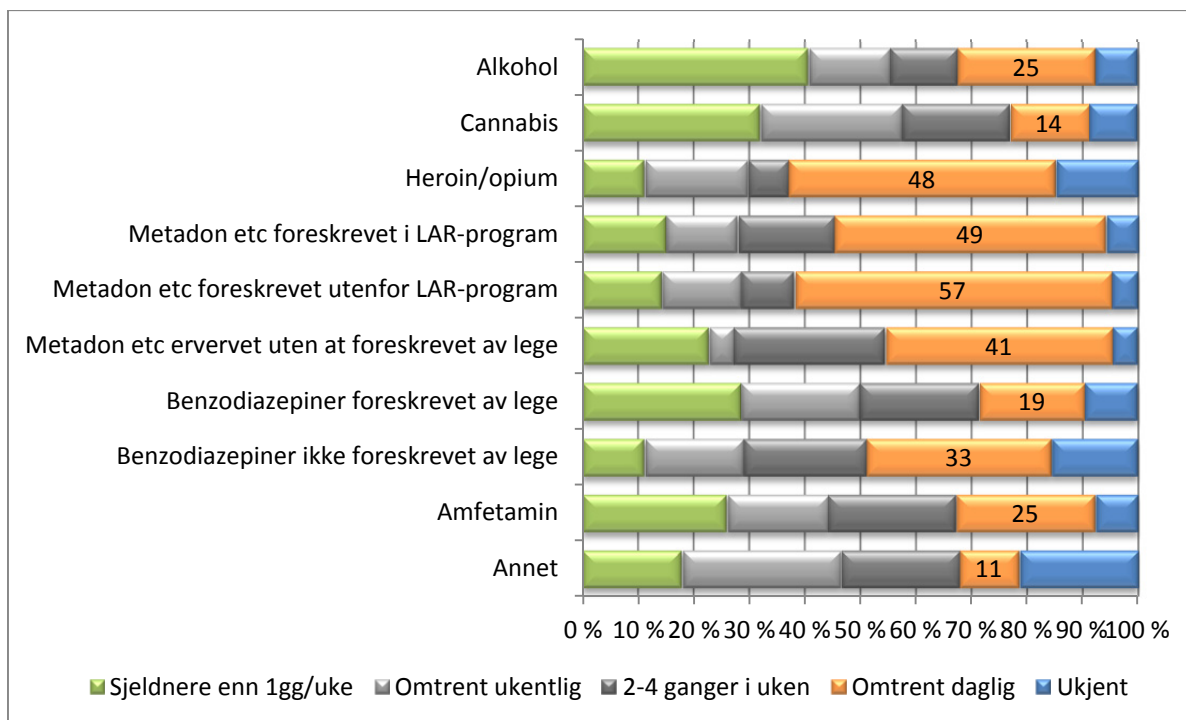 Alkohol
25
Cannabis
14
Heroin/opium
48
Metadon etc foreskrevet i LAR-program
49
Metadon etc foreskrevet utenfor LAR-program
57
Metadon etc ervervet uten at foreskrevet av lege
41
Benzodiazepiner foreskrevet av lege
19
Benzodiazepiner ikke foreskrevet av lege
33
Amfetamin
25
Annet
11
0 % 10 % 20 % 30 % 40 % 50 % 60 % 70 % 80 % 90 % 100 %
Sjeldnere enn 1gg/uke Omtrent ukentlig 2-4 ganger i uken Omtrent daglig Ukjent